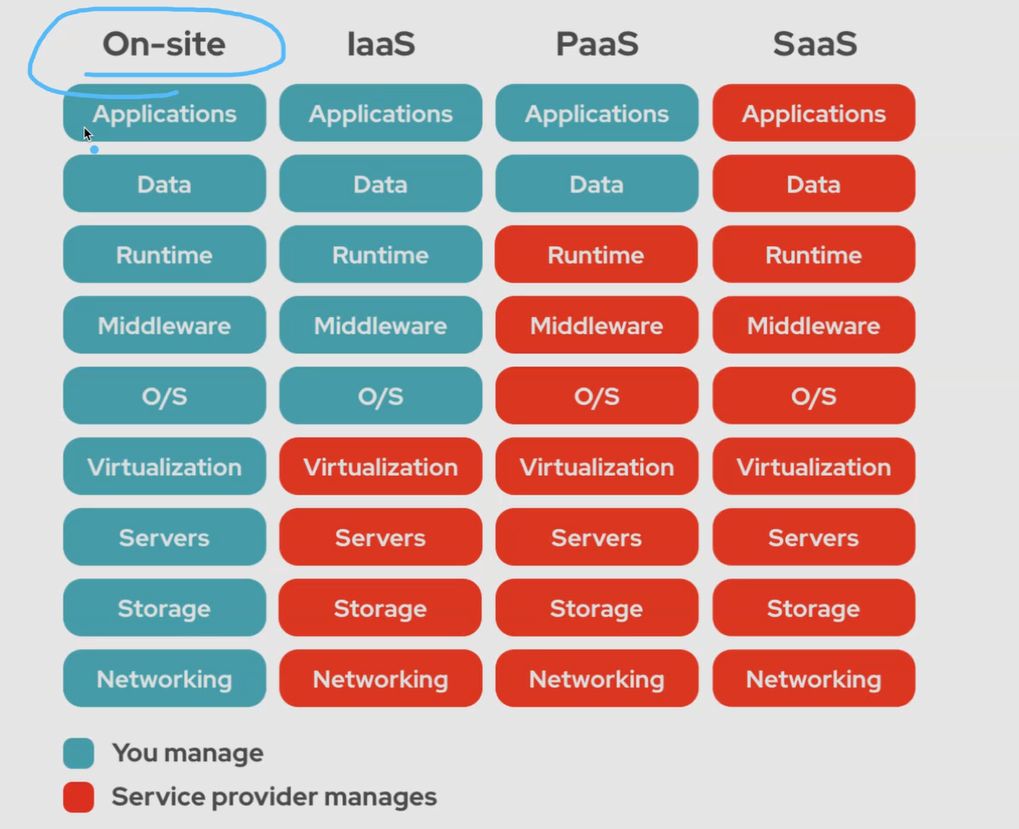 On-site IaaS PaaS SaaS
Applications Applications Applications Applications
Data Data Data Data
Runtime Runtime Runtime Runtime
Middleware Middleware Middleware Middleware
O/S O/S O/S O/S
Virtualization Virtualization Virtualization Virtualization
Servers Servers Servers Servers
Storage Storage Storage Storage
Networking Networking Networking Networking
You manage
Service provider manages